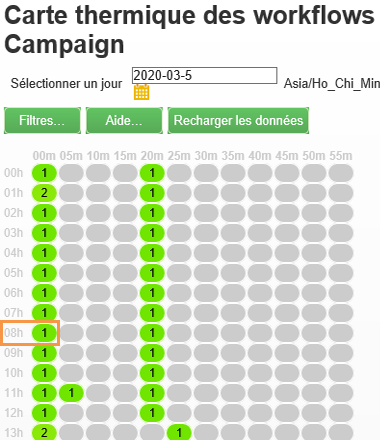 Carte thermique des workflows
Campaign
Sélectionner un jour 2020-03-5 Asia/Ho_Chi_Min
Filtres... Aide... Recharger les données
00m 05m 10m 15m 20m 25m 30m 35m 40m 45m 50m 55m
00h 1 1
01h 2 1
02h 1 1
03h 1 1
04h 1 1
05h 1 1
06h 1 1
07h 1 1
08h 1 1
09h 1 1
10h 1 1
11h 1 1 1
12h 1 1
13h 2 1